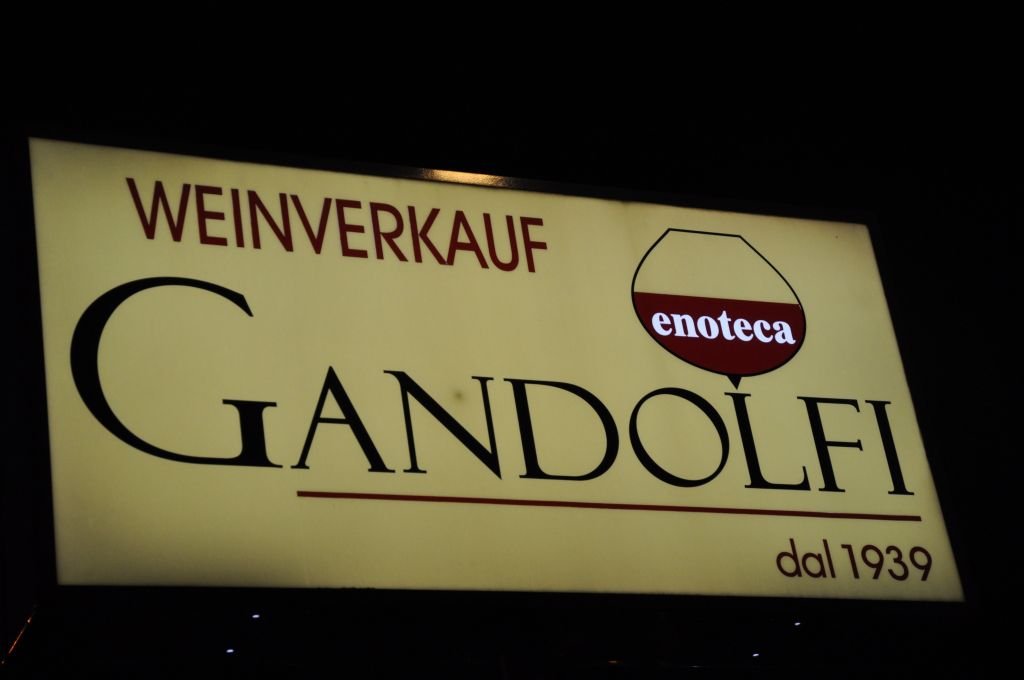 WEINVERKAUF
enoteca
GANDOLFI
dal 1939